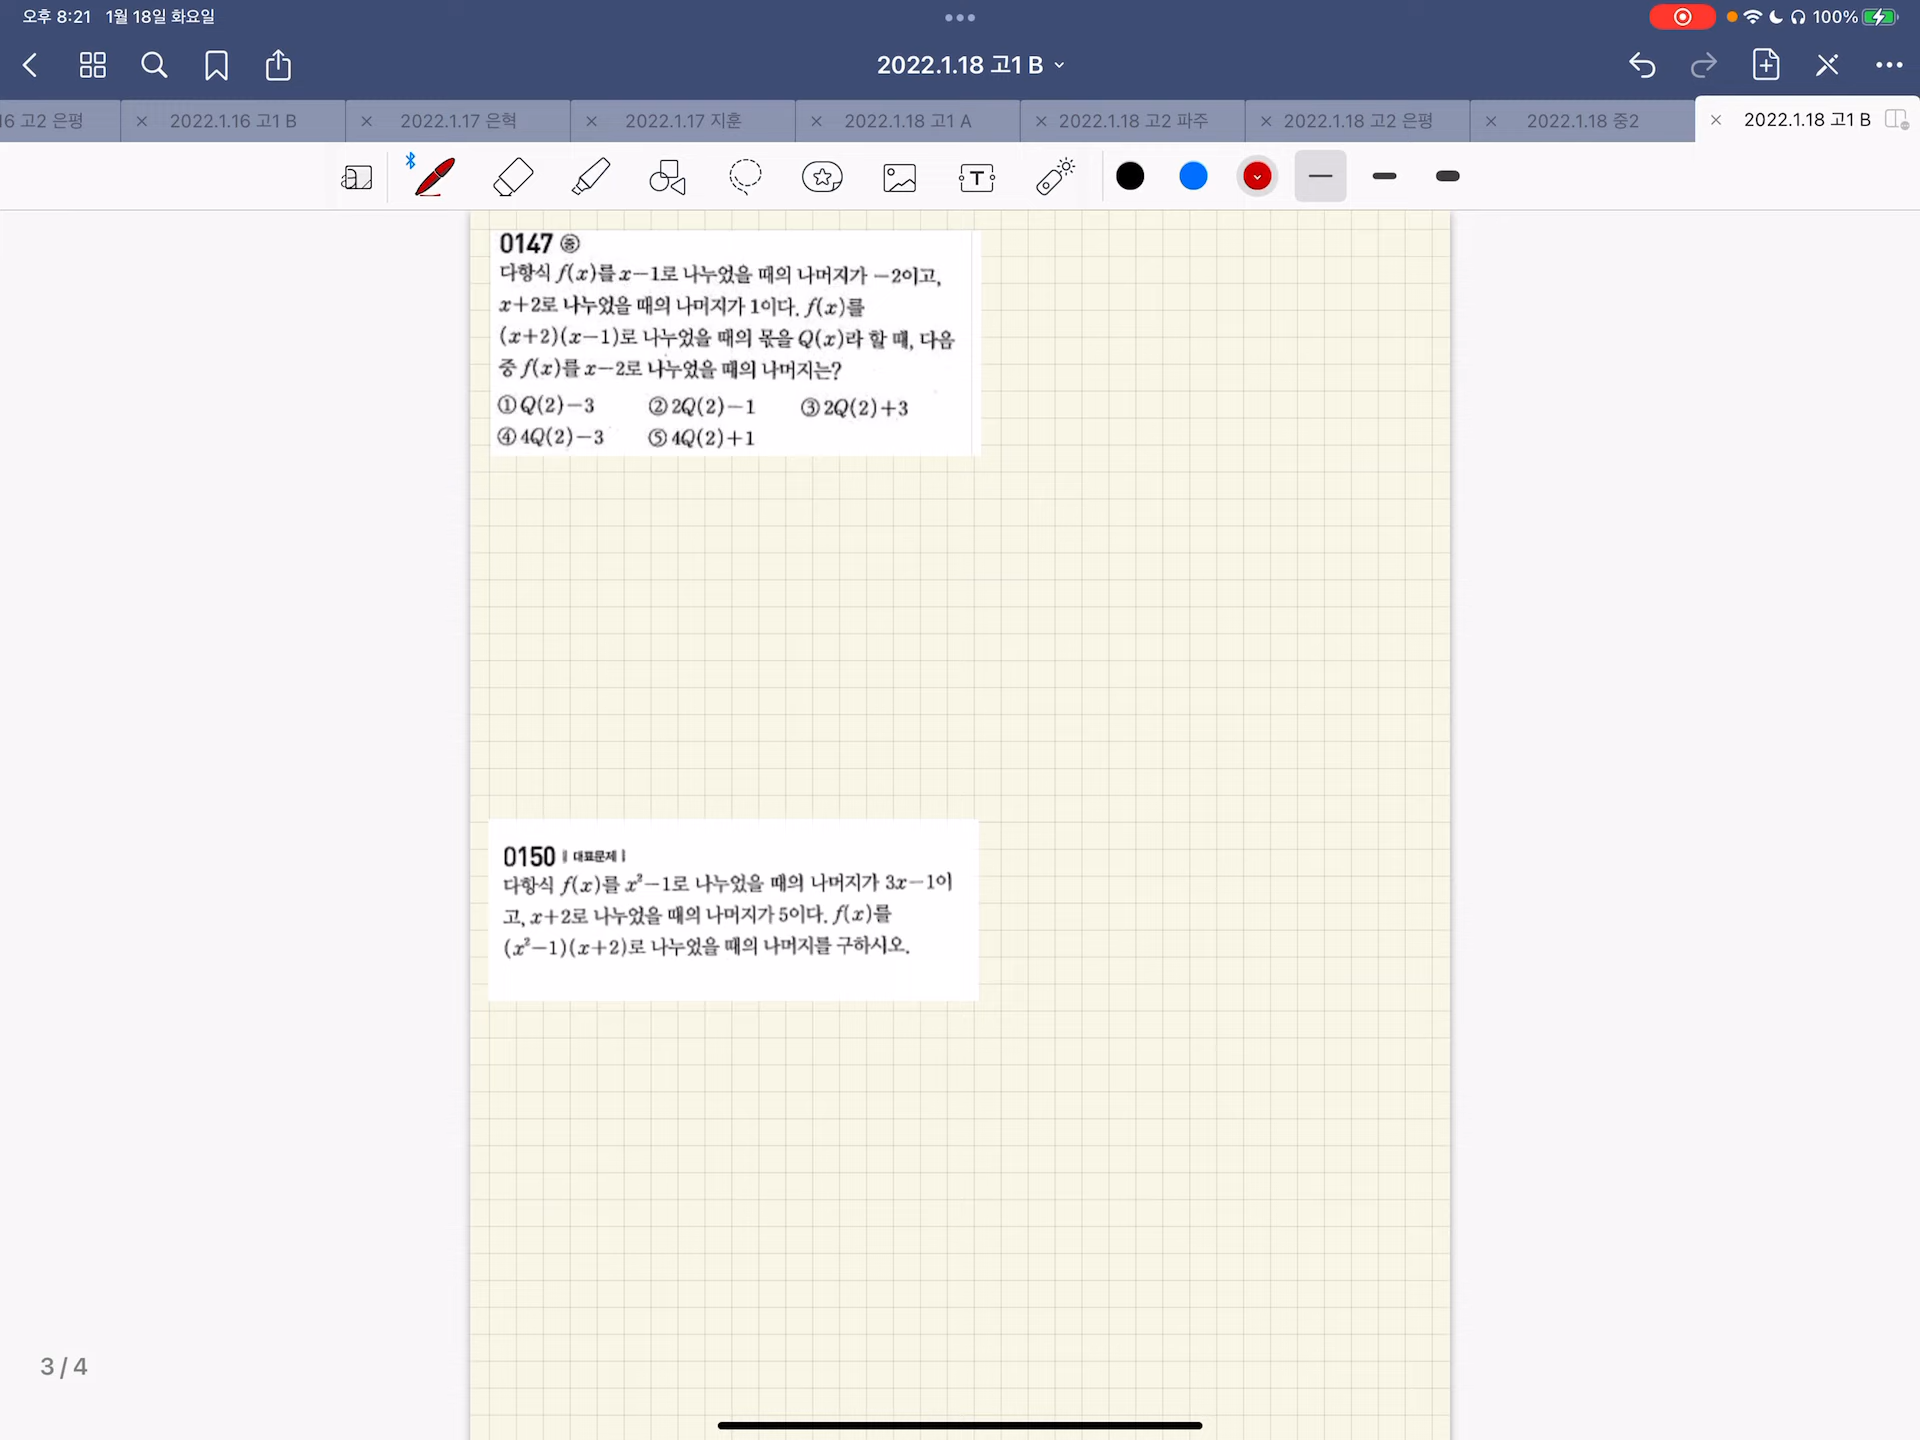 오후 8:21 1월 18일 화요일
100%
2022.1.18 고1 B
16 고2 은평
2022.1.16 고1 B
2022.1.17 은혁
2022.1.17 지훈
2022.1.18 고1 A
2022.1.18 고2 파주
2022.1.18 고2 은평
2022.1.18 중2
2022.1.18 고1 B
0147 ㊥
다항식 f(x)를 x−1로 나누었을 때의 나머지가 −2이고,
x+2로 나누었을 때의 나머지가 1이다. f(x)를
(x+2)(x−1)로 나누었을 때의 몫을 Q(x)라 할 때, 다음
중 f(x)를 x−2로 나누었을 때의 나머지는?
① Q(2)−3 ② 2Q(2)−1 ③ 2Q(2)+3
④ 4Q(2)−3 ⑤ 4Q(2)+1
0150 대표문제
다항식 f(x)를 x²−1로 나누었을 때의 나머지가 3x−1이
고, x+2로 나누었을 때의 나머지가 5이다. f(x)를
(x²−1)(x+2)로 나누었을 때의 나머지를 구하시오.
3 / 4